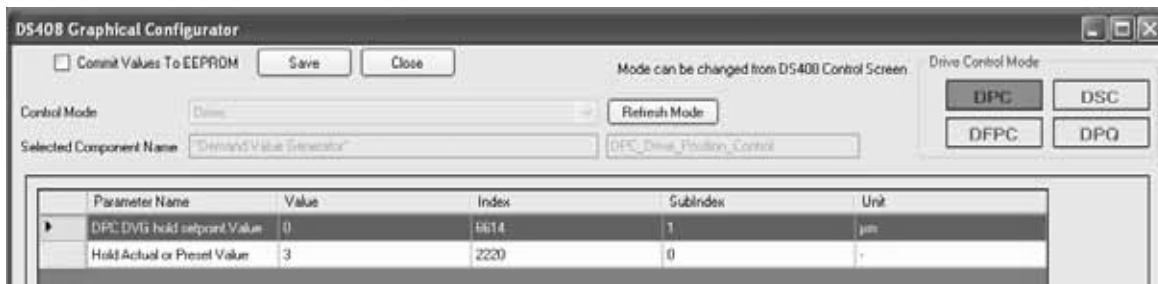 DS408 Graphical Configurator
Commit Values To EEPROM Save Close
Mode can be changed from DS408 Control Screen
Drive Control Mode
DPC DSC
DFPC DPQ
Control Mode Drives Refresh Mode
Selected Component Name "Demand Value Generator" DPC_Drive_Position_Control
Parameter Name Value Index SubIndex Unit
DPC DVG hold setpoint Value 0 6614 1 µm
Hold Actual or Preset Value 3 2220 0 -